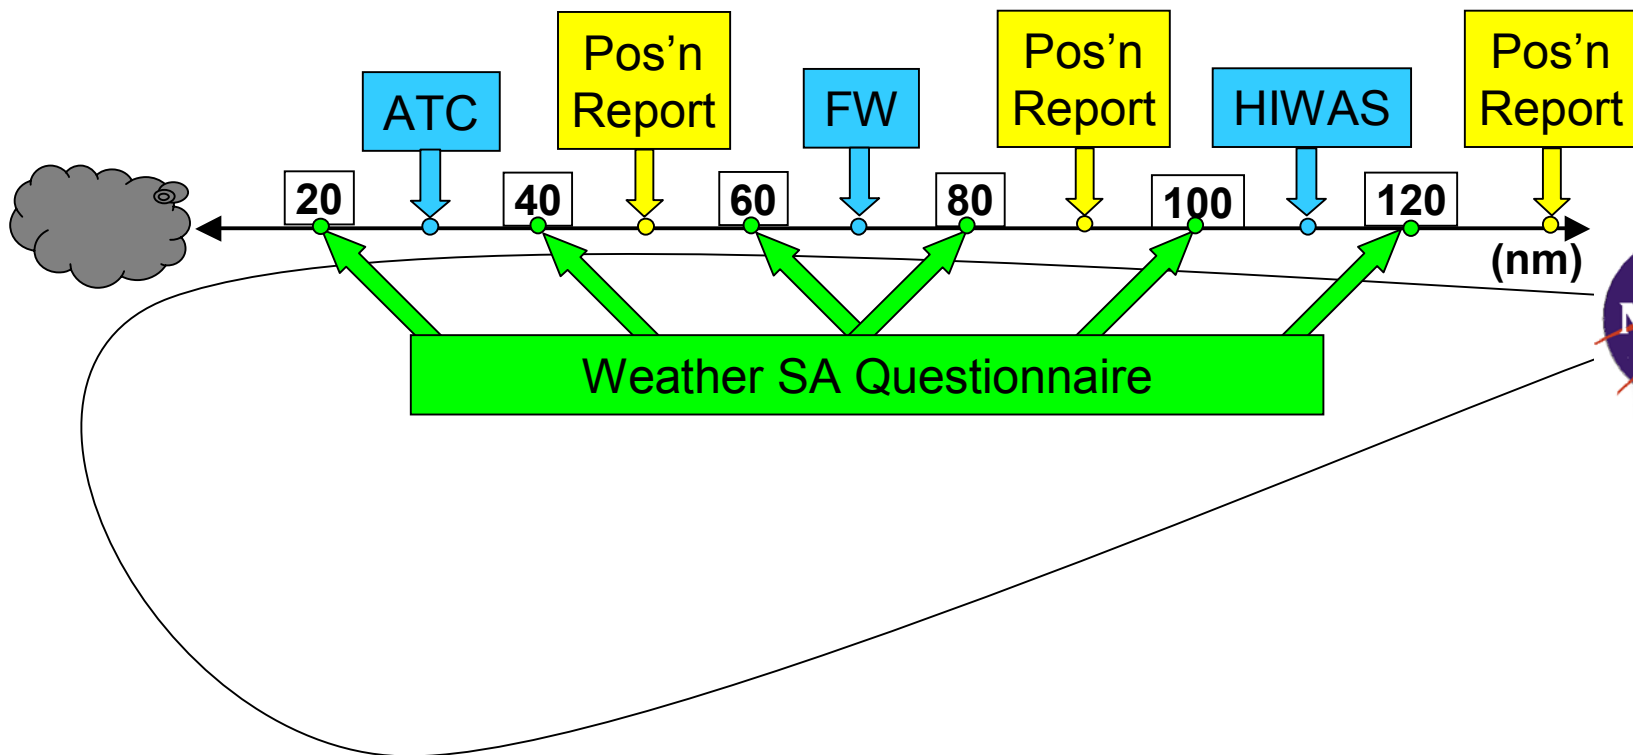 ATC
Pos’n
Report
FW
Pos’n
Report
HIWAS
Pos’n
Report
20
40
60
80
100
120
(nm)
Weather SA Questionnaire